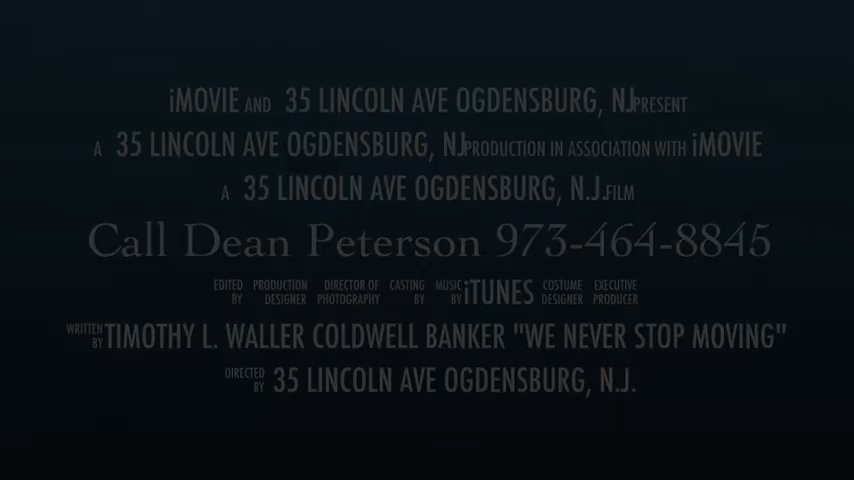 iMOVIE AND 35 LINCOLN AVE OGDENSBURG, NJ PRESENT
A 35 LINCOLN AVE OGDENSBURG, NJ PRODUCTION IN ASSOCIATION WITH iMOVIE
A 35 LINCOLN AVE OGDENSBURG, N.J. FILM
Call Dean Peterson 973-464-8845
EDITED BY PRODUCTION DESIGNER DIRECTOR OF PHOTOGRAPHY CASTING BY MUSIC BY iTUNES COSTUME DESIGNER EXECUTIVE PRODUCER
WRITTEN BY TIMOTHY L. WALLER COLDWELL BANKER "WE NEVER STOP MOVING"
DIRECTED BY 35 LINCOLN AVE OGDENSBURG, N.J.